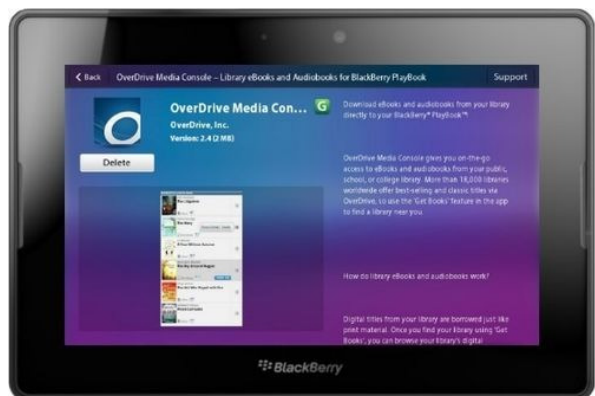 Back OverDrive Media Console – Library eBooks and Audiobooks for BlackBerry PlayBook Support
OverDrive Media Con... G
OverDrive, Inc.
Version: 2.4 (2 MB)
Delete
Download eBooks and audiobooks from your library
directly to your BlackBerry® PlayBook™!
OverDrive Media Console gives you on-the-go
access to eBooks and audiobooks from your public,
school, or college library. More than 18,000 libraries
worldwide offer best-selling and classic titles via
OverDrive, so use the 'Get Books' feature in the app
to find a library near you.
How do library eBooks and audiobooks work?
Digital titles from your library are borrowed just like
print material. Once you find your library using 'Get
Books', you can browse your library's digital
BlackBerry